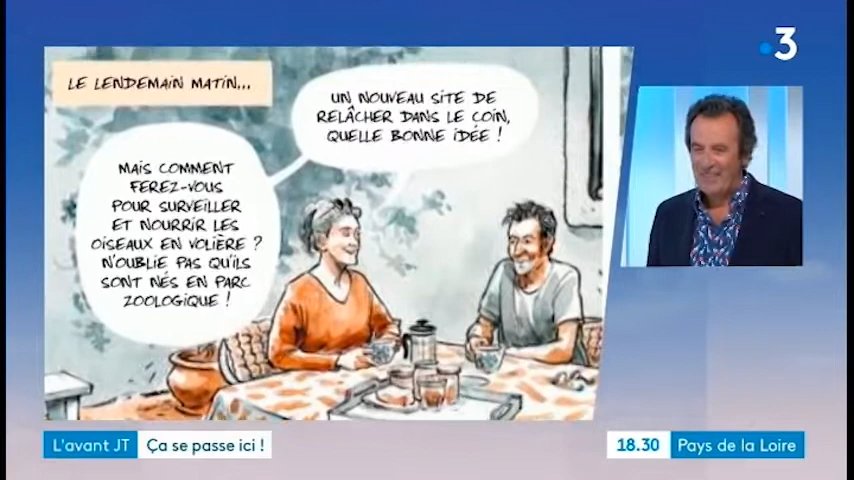 3
LE LENDEMAIN MATIN...
UN NOUVEAU SITE DE
RELÂCHER DANS LE COIN,
QUELLE BONNE IDÉE !
MAIS COMMENT
FEREZ-VOUS
POUR SURVEILLER
ET NOURRIR LES
OISEAUX EN VOLIÈRE ?
N'OUBLIE PAS QU'ILS
SONT NÉS EN PARC
ZOOLOGIQUE !
L'avant JT Ça se passe ici !
18.30 Pays de la Loire